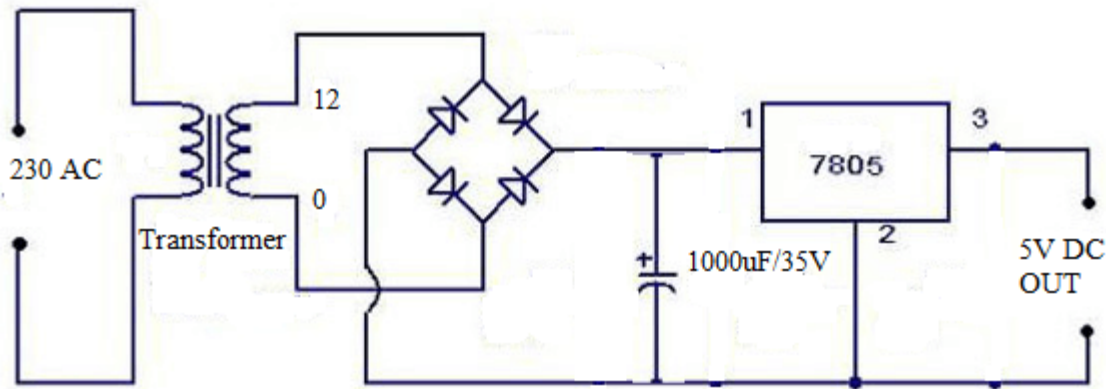 230 AC
Transformer
12
0
+
1000uF/35V
1
7805
2
3
5V DC
OUT